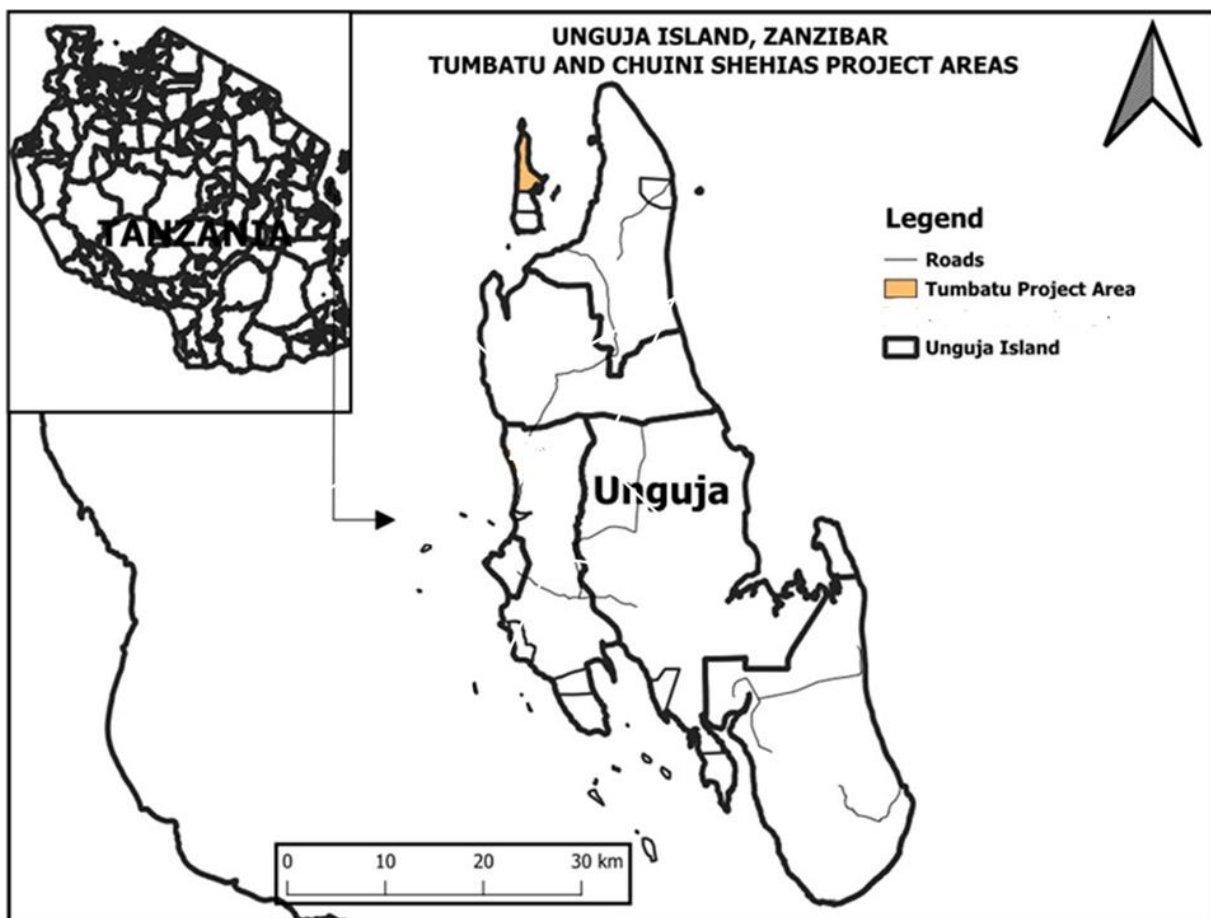 UNGUJA ISLAND, ZANZIBAR
TUMBATU AND CHUINI SHEHIAS PROJECT AREAS
TANZANIA
Legend
Roads
Tumbatu Project Area
Unguja Island
Unguja
0 10 20 30 km